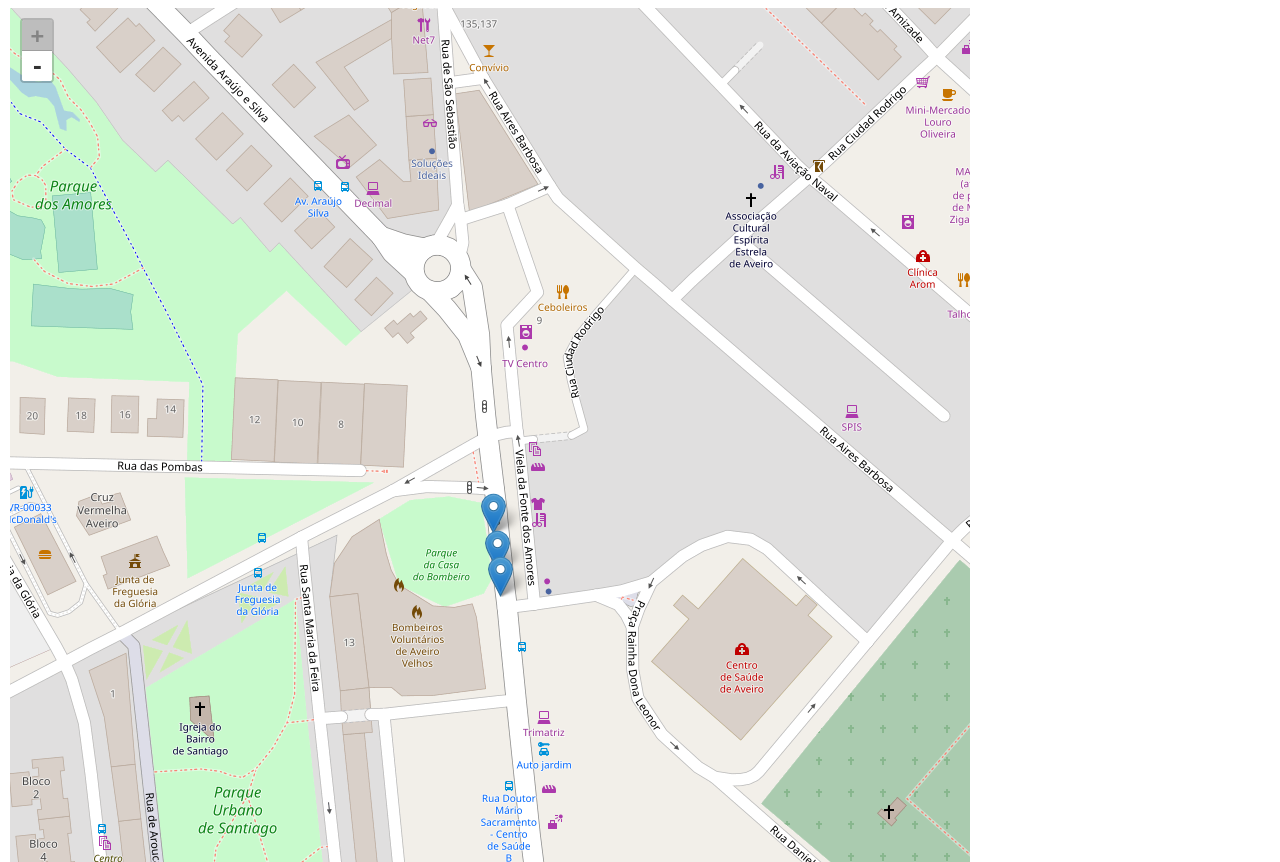 +
-
Avenida Araújo e Silva
Net7
135,137
Convívio
Rua de São Sebastião
Rua Aires Barbosa
Amizade
Rua Ciudad Rodrigo
Mini-Mercado
Louro
Oliveira
Rua da Aviação Naval
Soluções
Ideais
Av. Araújo
Silva
Decimal
Parque
dos Amores
Associação
Cultural
Espírita
Estrela
de Aveiro
MA
(a
de p
de M
Ziga
Clínica
Arom
Talho
Ceboleiros
9
Rua Ciudad Rodrigo
TV Centro
20
18
16
14
12
10
8
SPIS
Rua Aires Barbosa
Rua das Pombas
Viela da Fonte dos Amores
VR-00033
McDonald's
Cruz
Vermelha
Aveiro
Junta de
Freguesia
da Glória
Junta de
Freguesia
da Glória
Parque
da Casa
do Bombeiro
Rua Santa Maria da Feira
Bombeiros
Voluntários
de Aveiro
Velhos
13
Praça Rainha Dona Leonor
Centro
de Saúde
de Aveiro
da Glória
1
Igreja do
Bairro
de Santiago
Trimatriz
Auto jardim
Bloco
2
Parque
Urbano
de Santiago
Rua Doutor
Mário
Sacramento
- Centro
de Saúde
B
Rua de Arouc
Bloco
4
Centro
Rua Daniel